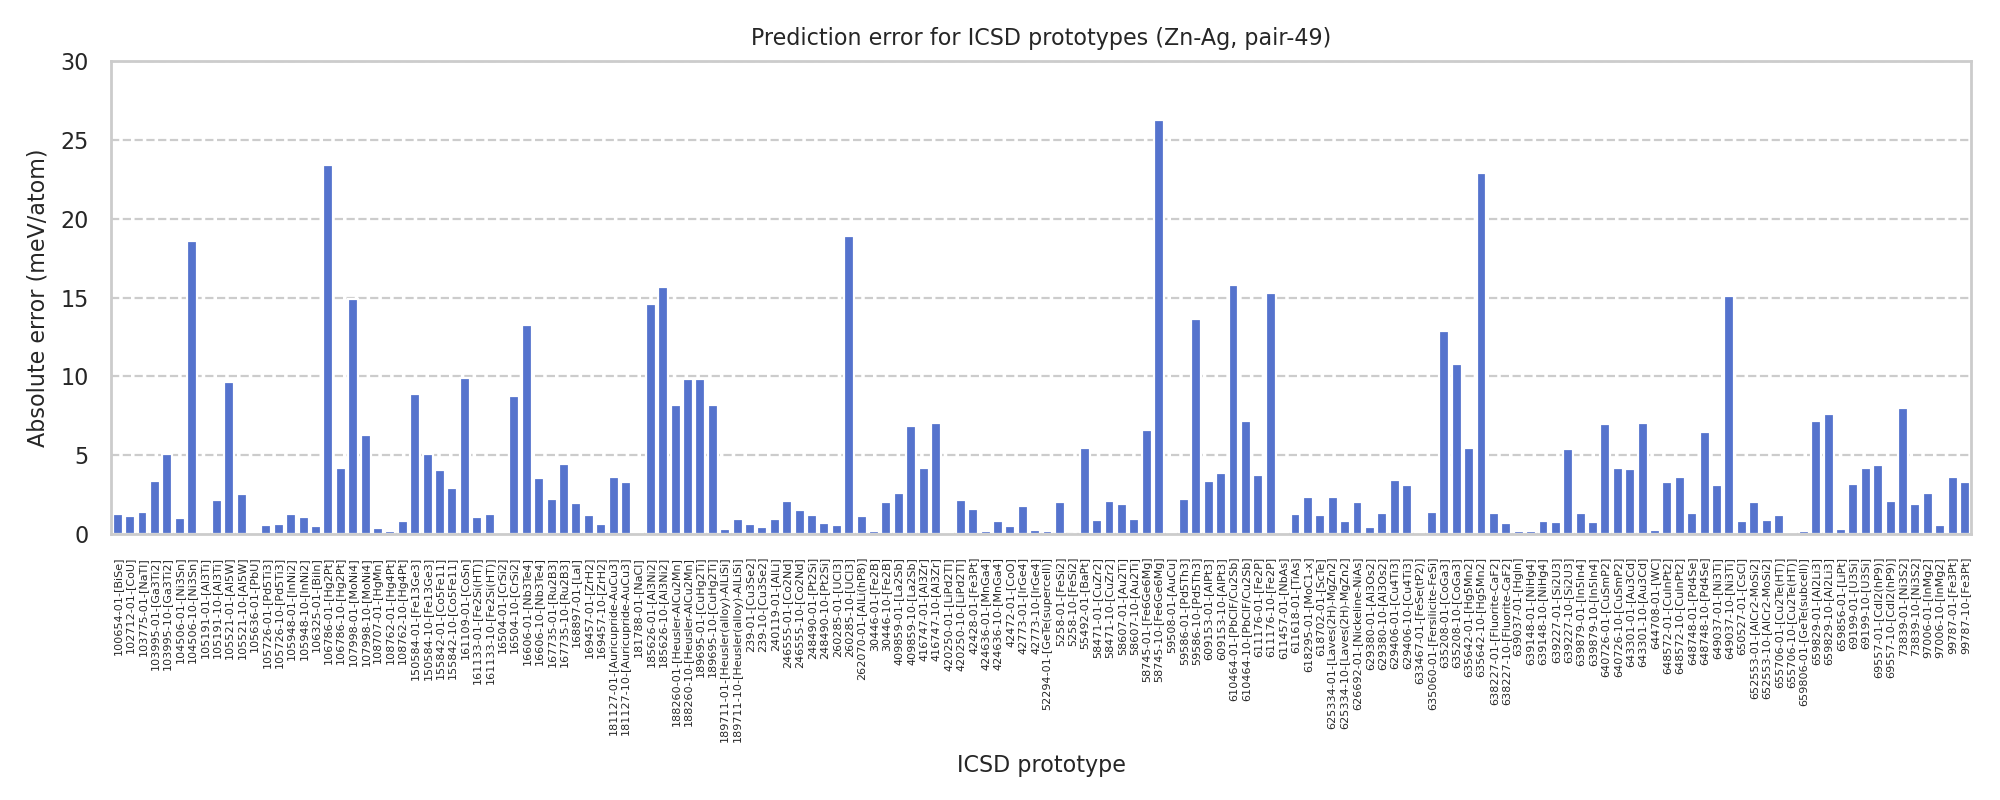 Prediction error for ICSD prototypes (Zn-Ag, pair-49)
Absolute error (meV/atom)
30
25
20
15
10
5
0
100654-01-[BiSe]
102712-01-[CoU]
103775-01-[NaTl]
103995-01-[Ga3Ti2]
103995-10-[Ga3Ti2]
104506-01-[Ni3Sn]
104506-10-[Ni3Sn]
105191-01-[Al3Ti]
105191-10-[Al3Ti]
105521-01-[Al5W]
105521-10-[Al5W]
105636-01-[PbU]
105726-01-[Pd5Ti3]
105726-10-[Pd5Ti3]
105948-01-[InNi2]
105948-10-[InNi2]
106325-01-[BiIn]
106786-01-[Hg2Pt]
106786-10-[Hg2Pt]
107998-01-[MoNi4]
107998-10-[MoNi4]
108707-01-[HgMn]
108762-01-[Hg4Pt]
108762-10-[Hg4Pt]
150584-01-[Fe13Ge3]
150584-10-[Fe13Ge3]
155842-01-[Co5Fe11]
155842-10-[Co5Fe11]
161109-01-[CoSn]
161133-01-[Fe2Si(HT)]
161133-10-[Fe2Si(HT)]
16504-01-[CrSi2]
16504-10-[CrSi2]
16606-01-[Nb3Te4]
16606-10-[Nb3Te4]
167735-01-[Ru2B3]
167735-10-[Ru2B3]
168897-01-[LaI]
169457-01-[ZrH2]
169457-10-[ZrH2]
181127-01-[Auricupride-AuCu3]
181127-10-[Auricupride-AuCu3]
181788-01-[NaCl]
185626-01-[Al3Ni2]
185626-10-[Al3Ni2]
188260-01-[Heusler-AlCu2Mn]
188260-10-[Heusler-AlCu2Mn]
189695-01-[CuHg2Ti]
189695-10-[CuHg2Ti]
189711-01-[Heusler(alloy)-AlLiSi]
189711-10-[Heusler(alloy)-AlLiSi]
239-01-[Cu3Se2]
239-10-[Cu3Se2]
240119-01-[AlLi]
246555-01-[Co2Nd]
246555-10-[Co2Nd]
248490-01-[Pt2Si]
248490-10-[Pt2Si]
260285-01-[UCl3]
260285-10-[UCl3]
262070-01-[AlLi(hP8)]
30446-01-[Fe2B]
30446-10-[Fe2B]
409859-01-[La2Sb]
409859-10-[La2Sb]
416747-01-[Al3Zr]
416747-10-[Al3Zr]
420250-01-[LiPd2Tl]
420250-10-[LiPd2Tl]
42428-01-[Fe3Pt]
424636-01-[MnGa4]
424636-10-[MnGa4]
42472-01-[CoO]
42773-01-[IrGe4]
42773-10-[IrGe4]
52294-01-[GeTe(supercell)]
5258-01-[FeSi2]
5258-10-[FeSi2]
55492-01-[BaPt]
58471-01-[CuZr2]
58471-10-[CuZr2]
58607-01-[Au2Ti]
58607-10-[Au2Ti]
58745-01-[Fe6Ge6Mg]
58745-10-[Fe6Ge6Mg]
59508-01-[AuCu]
59586-01-[Pd5Th3]
59586-10-[Pd5Th3]
609153-01-[AlPt3]
609153-10-[AlPt3]
610464-01-[PbClF/Cu2Sb]
610464-10-[PbClF/Cu2Sb]
611176-01-[Fe2P]
611176-10-[Fe2P]
611457-01-[NbAs]
611618-01-[TiAs]
618295-01-[MoC1-x]
618702-01-[ScTe]
625334-01-[Laves(2H)-MgZn2]
625334-10-[Laves(2H)-MgZn2]
626692-01-[Nickeline-NiAs]
629380-01-[Al3Os2]
629380-10-[Al3Os2]
629406-01-[Cu4Ti3]
629406-10-[Cu4Ti3]
633467-01-[FeSe(tP2)]
635060-01-[Fersilicite-FeSi]
635208-01-[CoGa3]
635208-10-[CoGa3]
635642-01-[Hg5Mn2]
635642-10-[Hg5Mn2]
638227-01-[Fluorite-CaF2]
638227-10-[Fluorite-CaF2]
639037-01-[HgIn]
639148-01-[NiHg4]
639148-10-[NiHg4]
639227-01-[Si2U3]
639227-10-[Si2U3]
639879-01-[In5In4]
639879-10-[In5In4]
640726-01-[CuSmP2]
640726-10-[CuSmP2]
643301-01-[Au3Cd]
643301-10-[Au3Cd]
644708-01-[WC]
648572-01-[CuInPt2]
648572-10-[CuInPt2]
648748-01-[Pd4Se]
648748-10-[Pd4Se]
649037-01-[Ni3Ti]
649037-10-[Ni3Ti]
650527-01-[CsCl]
652553-01-[AlCr2-MoSi2]
652553-10-[AlCr2-MoSi2]
655706-01-[Cu2Te(HT)]
655706-10-[Cu2Te(HT)]
659806-01-[GeTe(subcell)]
659829-01-[Al2Li3]
659829-10-[Al2Li3]
659856-01-[LiPt]
69199-01-[U3Si]
69199-10-[U3Si]
69557-01-[CdI2(hP9)]
69557-10-[CdI2(hP9)]
73839-01-[Ni3S2]
73839-10-[Ni3S2]
97006-01-[InMg2]
97006-10-[InMg2]
99787-01-[Fe3Pt]
99787-10-[Fe3Pt]
ICSD prototype